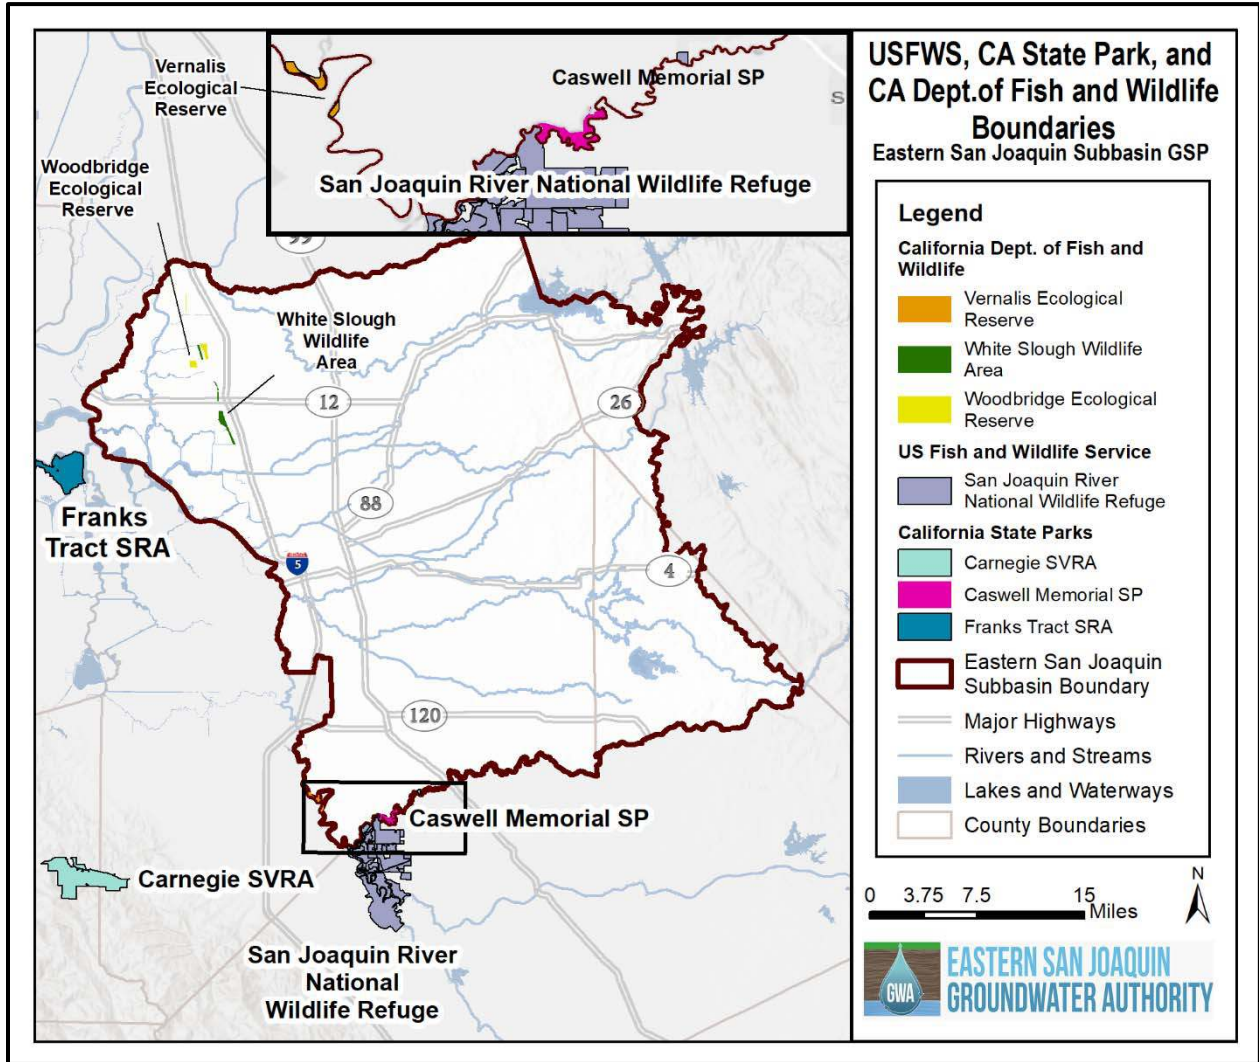 Vernalis
Ecological
Reserve
Caswell Memorial SP
S
San Joaquin River National Wildlife Refuge
Woodbridge
Ecological
Reserve
99
White Slough
Wildlife
Area
12
26
88
Franks
Tract SRA
5
4
120
Caswell Memorial SP
Carnegie SVRA
San Joaquin River
National
Wildlife Refuge
USFWS, CA State Park, and
CA Dept.of Fish and Wildlife
Boundaries
Eastern San Joaquin Subbasin GSP
Legend
California Dept. of Fish and
Wildlife
Vernalis Ecological
Reserve
White Slough Wildlife
Area
Woodbridge Ecological
Reserve
US Fish and Wildlife Service
San Joaquin River
National Wildlife Refuge
California State Parks
Carnegie SVRA
Caswell Memorial SP
Franks Tract SRA
Eastern San Joaquin
Subbasin Boundary
Major Highways
Rivers and Streams
Lakes and Waterways
County Boundaries
N
0 3.75 7.5 15
Miles
GWA
EASTERN SAN JOAQUIN
GROUNDWATER AUTHORITY